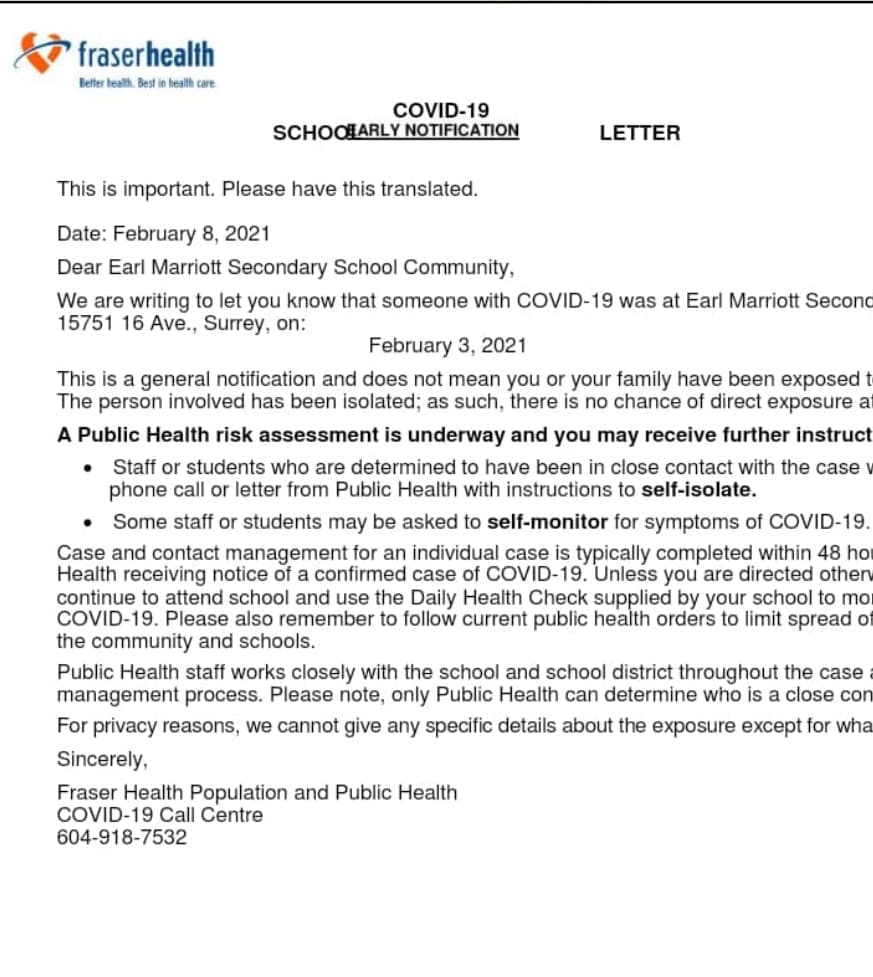 fraserhealth
Better health. Best in health care.
COVID-19
SCHOOL EARLY NOTIFICATION LETTER
This is important. Please have this translated.
Date: February 8, 2021
Dear Earl Marriott Secondary School Community,
We are writing to let you know that someone with COVID-19 was at Earl Marriott Second
15751 16 Ave., Surrey, on:
February 3, 2021
This is a general notification and does not mean you or your family have been exposed t
The person involved has been isolated; as such, there is no chance of direct exposure a
A Public Health risk assessment is underway and you may receive further instruct
• Staff or students who are determined to have been in close contact with the case
phone call or letter from Public Health with instructions to self-isolate.
• Some staff or students may be asked to self-monitor for symptoms of COVID-19.
Case and contact management for an individual case is typically completed within 48 ho
Health receiving notice of a confirmed case of COVID-19. Unless you are directed other
continue to attend school and use the Daily Health Check supplied by your school to mo
COVID-19. Please also remember to follow current public health orders to limit spread of
the community and schools.
Public Health staff works closely with the school and school district throughout the case
management process. Please note, only Public Health can determine who is a close con
For privacy reasons, we cannot give any specific details about the exposure except for wha
Sincerely,
Fraser Health Population and Public Health
COVID-19 Call Centre
604-918-7532